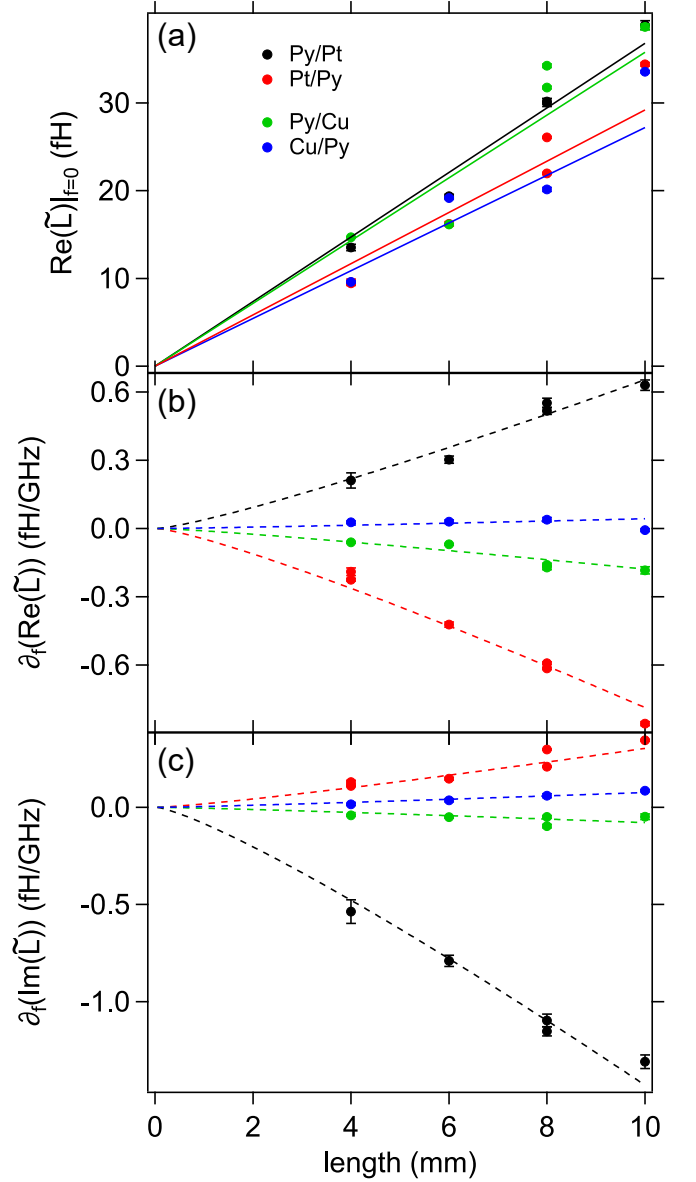 (a)
Py/Pt
Pt/Py
Py/Cu
Cu/Py
Re(L̃)|f=0 (fH)
30
20
10
0
(b)
∂f(Re(L̃)) (fH/GHz)
0.6
0.3
0.0
-0.3
-0.6
(c)
∂f(Im(L̃)) (fH/GHz)
0.0
-0.5
-1.0
0 2 4 6 8 10
length (mm)